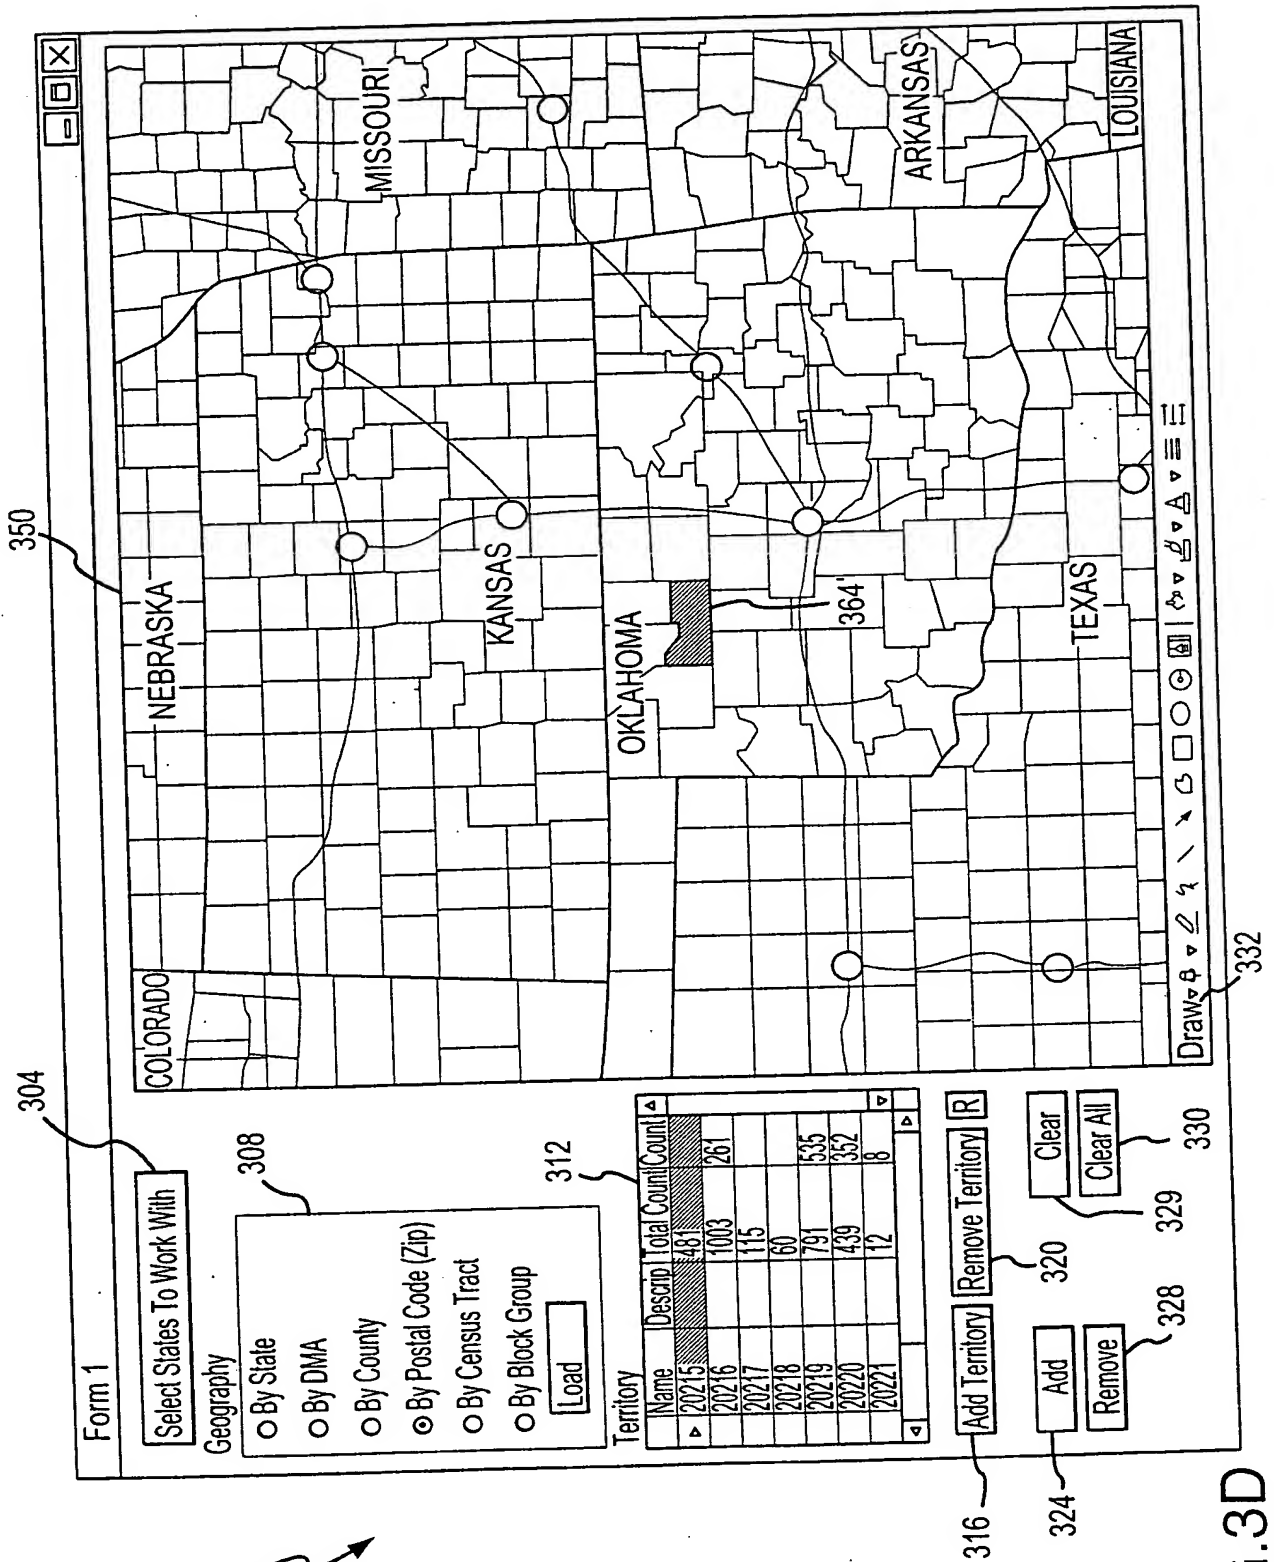 350
304
Form 1
Select States To Work With
308
Geography
By State
By DMA
By County
By Postal Code (Zip)
By Census Tract
By Block Group
Load
312
Territory
Name Descrip Total Count Count
20215 481
20216 1003 261
20217 115
20218 60
20219 791 535
20220 439 352
20221 12 8
Add Territory Remove Territory R
316
320
Add Clear
324
Remove Clear All
328
329
330
COLORADO
NEBRASKA
KANSAS
MISSOURI
OKLAHOMA
364'
ARKANSAS
TEXAS
LOUISIANA
Draw
332
.3D